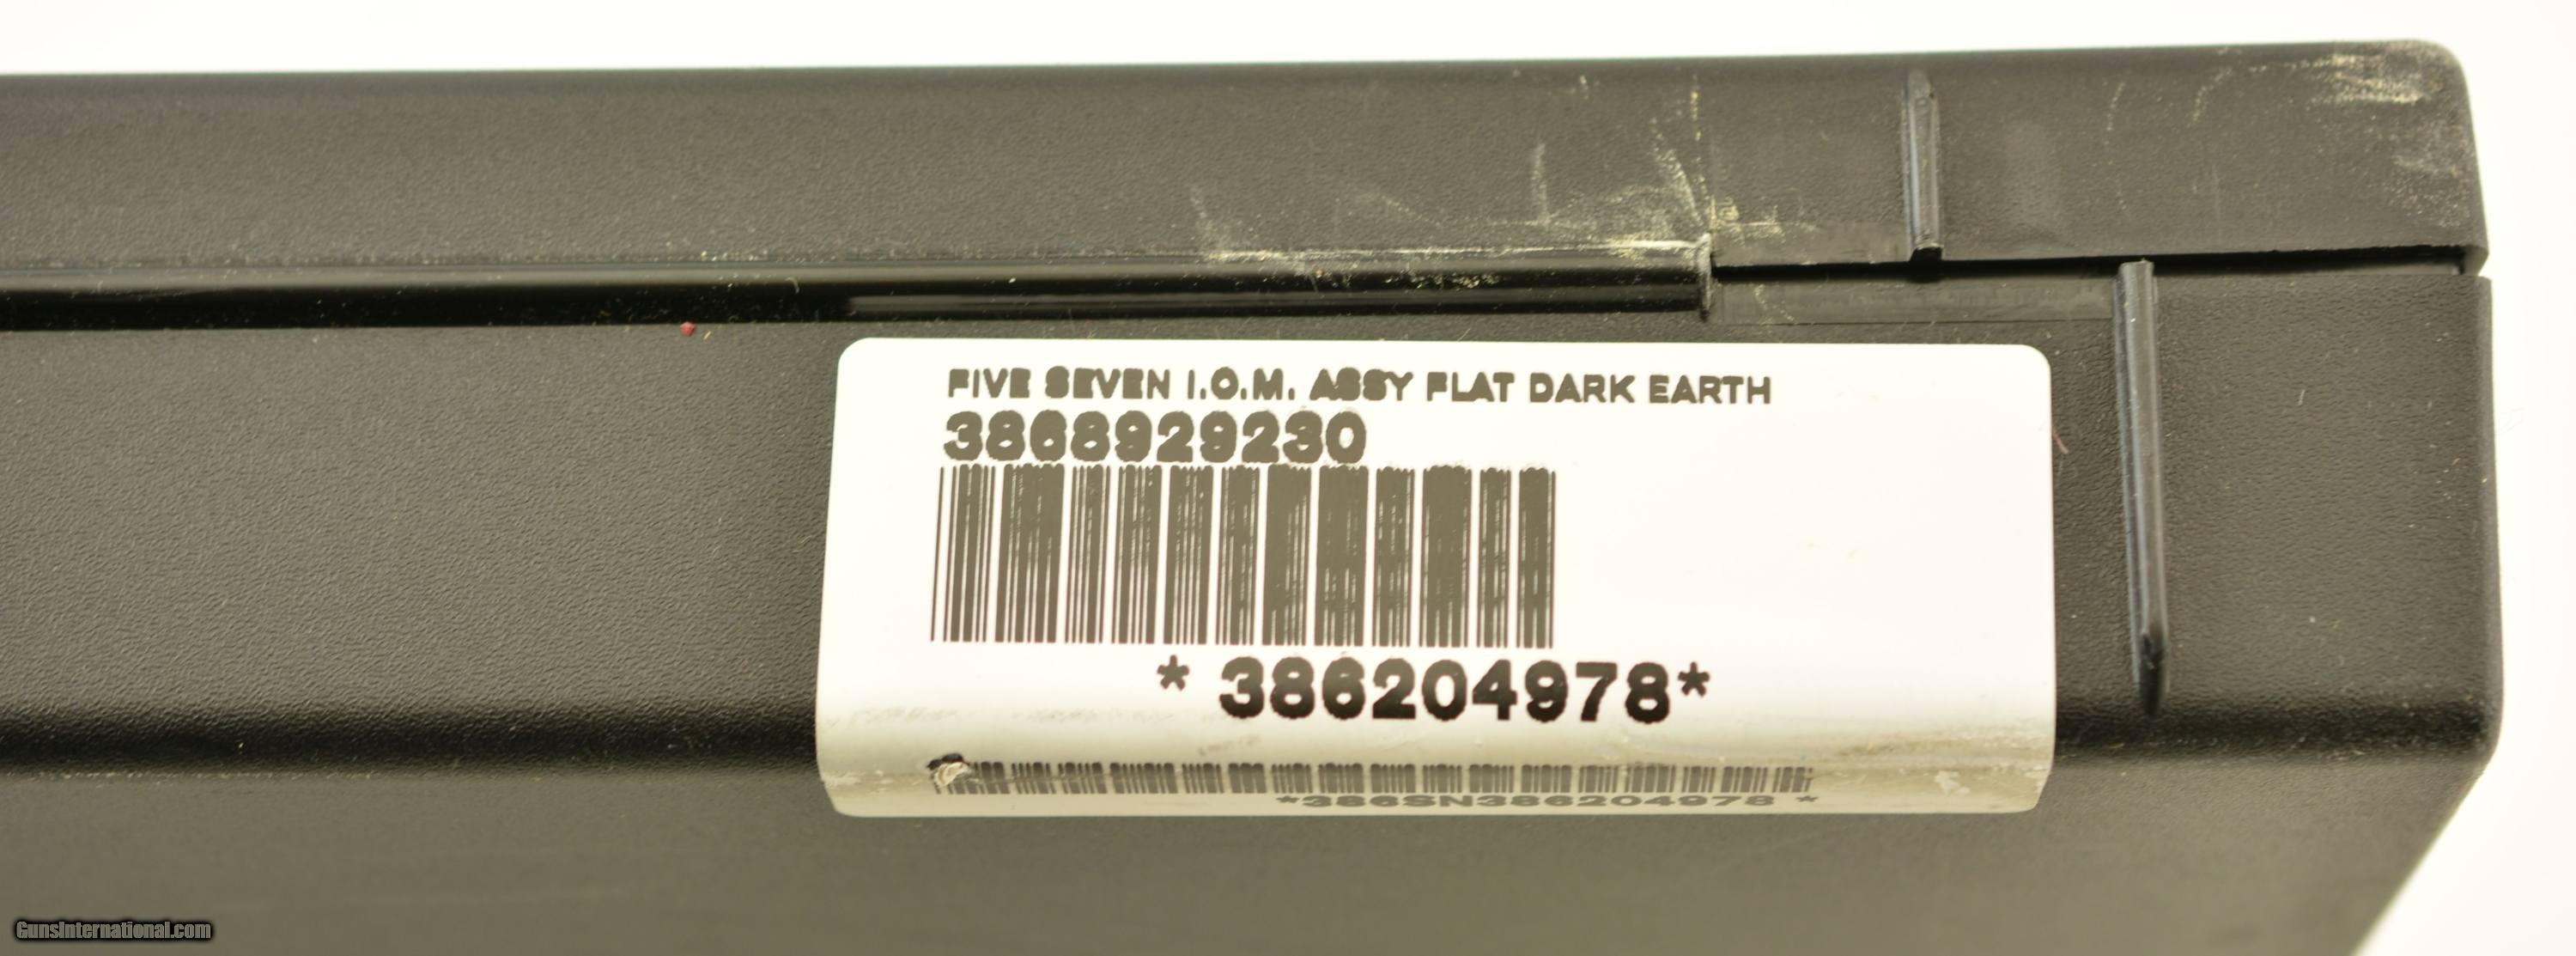 FIVE SEVEN I.O.M. ASSY FLAT DARK EARTH
3868929230
* 386204978*
*386SN386204978 *
GunsInternational.com